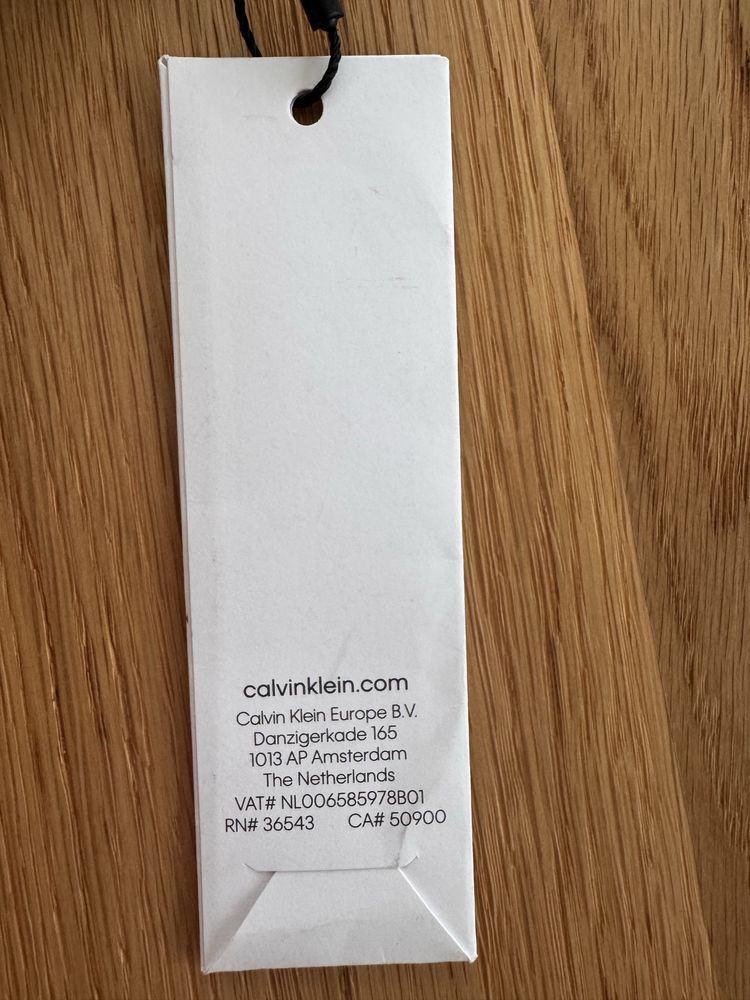 calvinklein.com
Calvin Klein Europe B.V.
Danzigerkade 165
1013 AP Amsterdam
The Netherlands
VAT# NL006585978B01
RN# 36543 CA# 50900